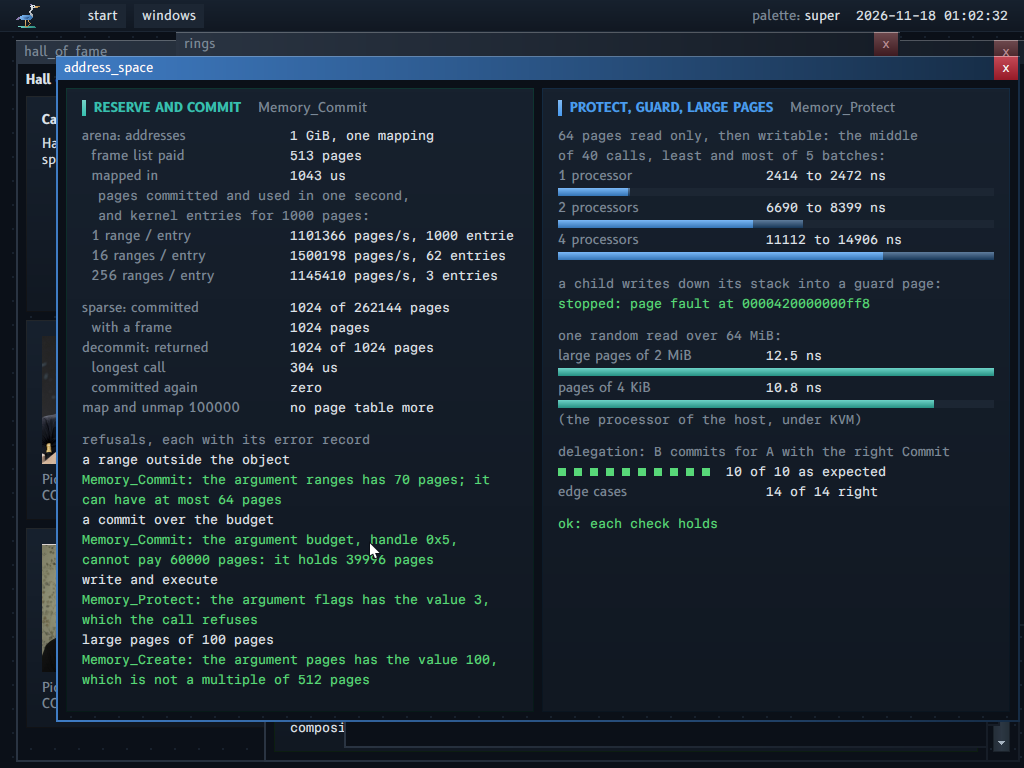 start windows palette: super 2026-11-18 01:02:32
rings x
hall_of_fame x
address_space x
Hall
Ca
Ha
sp
Pi
CC
Pi
CC
RESERVE AND COMMIT Memory_Commit
arena: addresses 1 GiB, one mapping
frame list paid 513 pages
mapped in 1043 us
pages committed and used in one second,
and kernel entries for 1000 pages:
1 range / entry 1101366 pages/s, 1000 entrie
16 ranges / entry 1500198 pages/s, 62 entries
256 ranges / entry 1145410 pages/s, 3 entries
sparse: committed 1024 of 262144 pages
with a frame 1024 pages
decommit: returned 1024 of 1024 pages
longest call 304 us
committed again zero
map and unmap 100000 no page table more
refusals, each with its error record
a range outside the object
Memory_Commit: the argument ranges has 70 pages; it
can have at most 64 pages
a commit over the budget
Memory_Commit: the argument budget, handle 0x5,
cannot pay 60000 pages: it holds 39996 pages
write and execute
Memory_Protect: the argument flags has the value 3,
which the call refuses
large pages of 100 pages
Memory_Create: the argument pages has the value 100,
which is not a multiple of 512 pages
PROTECT, GUARD, LARGE PAGES Memory_Protect
64 pages read only, then writable: the middle
of 40 calls, least and most of 5 batches:
1 processor 2414 to 2472 ns
2 processors 6690 to 8399 ns
4 processors 11112 to 14906 ns
a child writes down its stack into a guard page:
stopped: page fault at 0000420000000ff8
one random read over 64 MiB:
large pages of 2 MiB 12.5 ns
pages of 4 KiB 10.8 ns
(the processor of the host, under KVM)
delegation: B commits for A with the right Commit
10 of 10 as expected
edge cases 14 of 14 right
ok: each check holds
composi